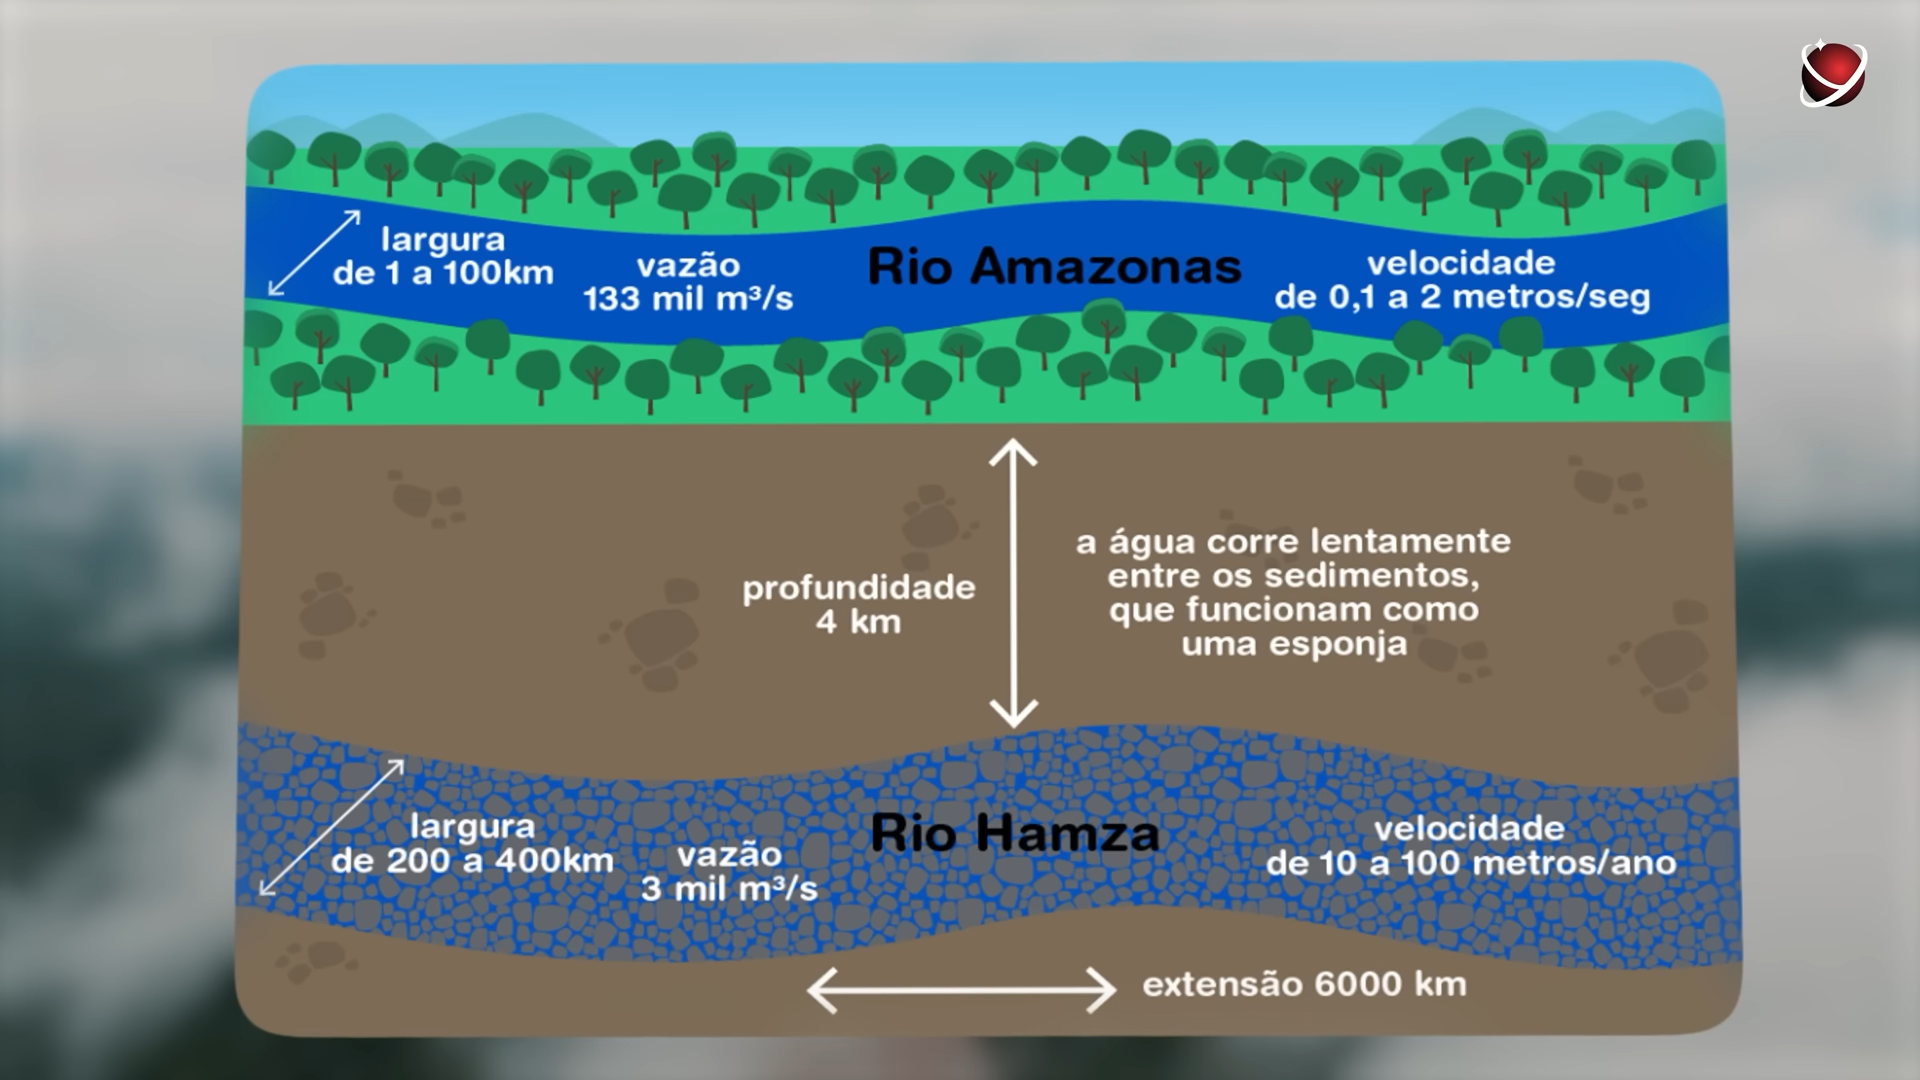 largura
de 1 a 100km
vazão
133 mil m³/s
Rio Amazonas
velocidade
de 0,1 a 2 metros/seg
profundidade
4 km
a água corre lentamente
entre os sedimentos,
que funcionam como
uma esponja
largura
de 200 a 400km
vazão
3 mil m³/s
Rio Hamza
velocidade
de 10 a 100 metros/ano
extensão 6000 km